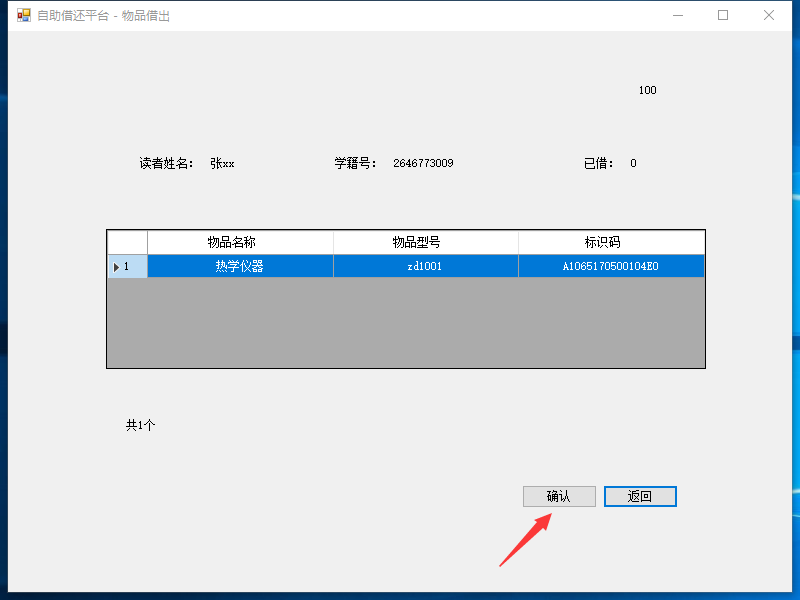 自助借还平台 - 物品借出
100
读者姓名： 张xx 学籍号： 2646773009 已借： 0
物品名称 物品型号 标识码
1 热学仪器 zd1001 A1065170500104E0
共1个
确认 返回